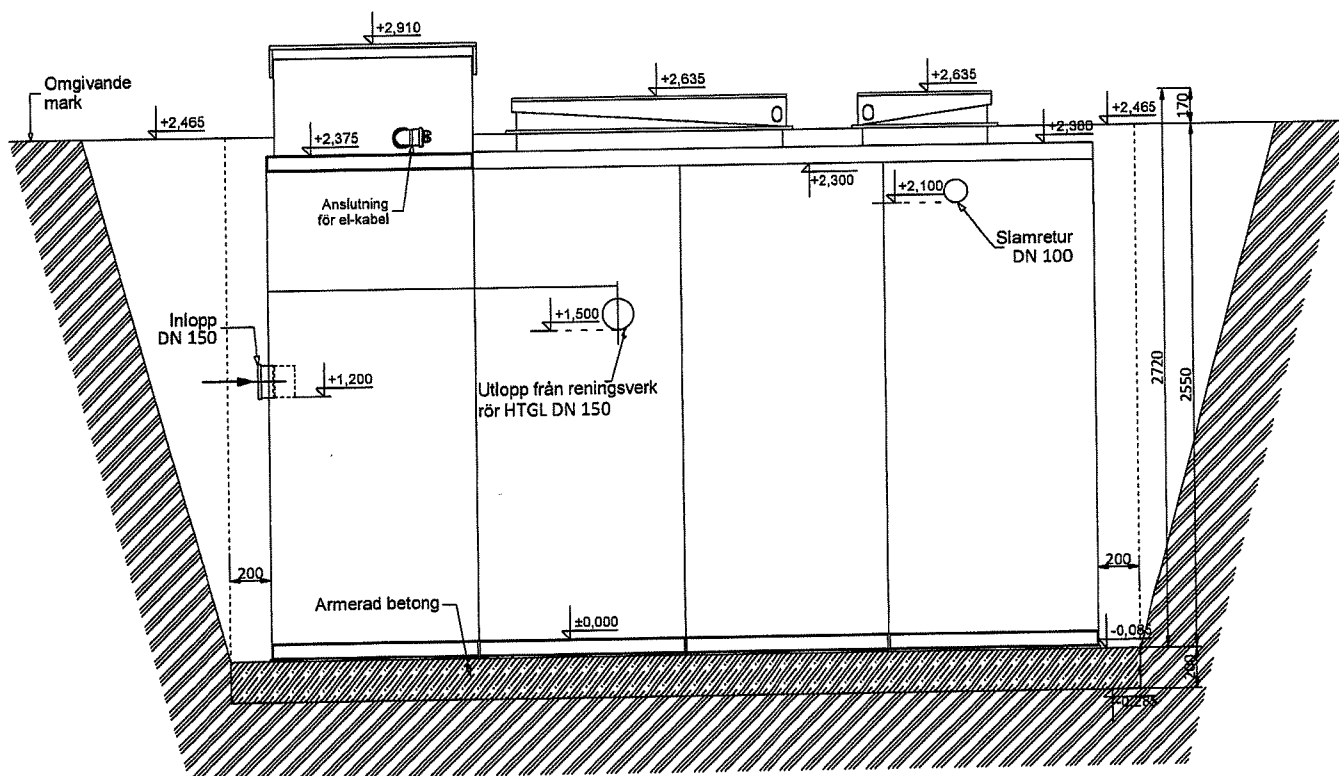 +2,910
+2,635
+2,635
Omgivande
mark
+2,465
+2,465
170
+2,375
+2,300
+2,100
Anslutning
för el-kabel
Slamretur
DN 100
Inlopp
DN 150
+1,500
+1,200
Utlopp från reningsverk
rör HTGL DN 150
2720
2550
200
200
Armerad betong
±0,000
-0,085
-0,285